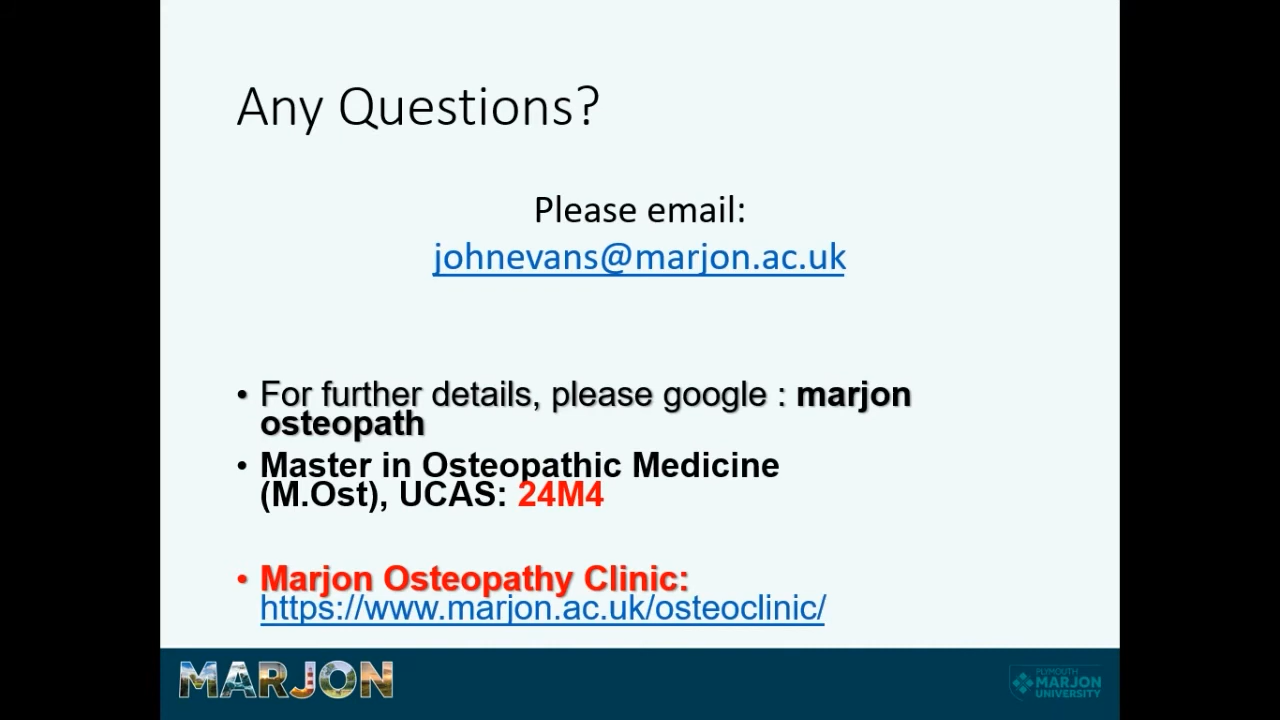 Any Questions?
Please email:
johnevans@marjon.ac.uk
• For further details, please google : marjon
osteopath
• Master in Osteopathic Medicine
(M.Ost), UCAS: 24M4
• Marjon Osteopathy Clinic:
https://www.marjon.ac.uk/osteoclinic/
MARJON
PLYMOUTH
MARJON
UNIVERSITY